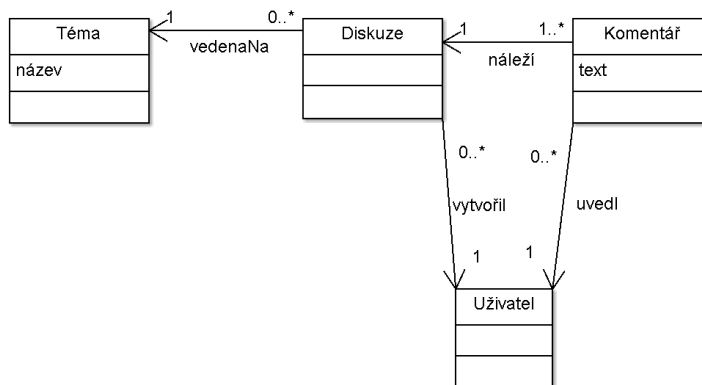 Téma
název
1
0..*
vedenaNa
Diskuze
1
1..*
náleží
Komentář
text
0..*
vytvořil
1
0..*
uvedl
1
Uživatel